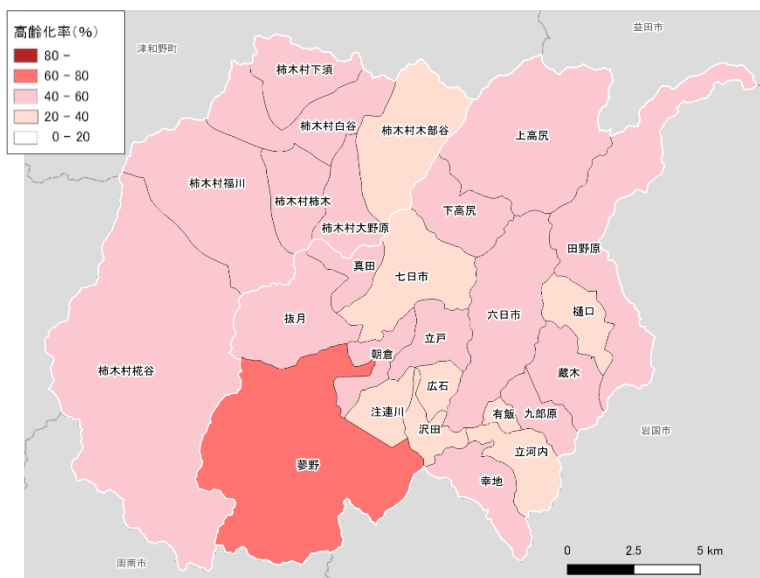 高齢化率(%)
80 -
60 - 80
40 - 60
20 - 40
0 - 20
津和野町
益田市
柿木村下須
柿木村白谷
柿木村木部谷
上高尻
柿木村福川
柿木村柿木
下高尻
柿木村大野原
田野原
真田
七日市
抜月
六日市
樋口
立戸
朝倉
柿木村椛谷
蔵木
広石
注連川
有飯
九郎原
沢田
岩国市
立河内
蓼野
幸地
周南市
0 2.5 5 km